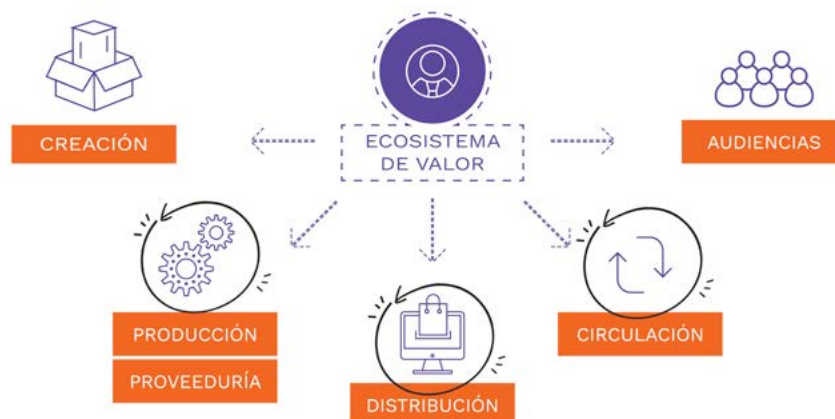 ECOSISTEMA
DE VALOR
CREACIÓN
AUDIENCIAS
PRODUCCIÓN
PROVEEDURÍA
DISTRIBUCIÓN
CIRCULACIÓN